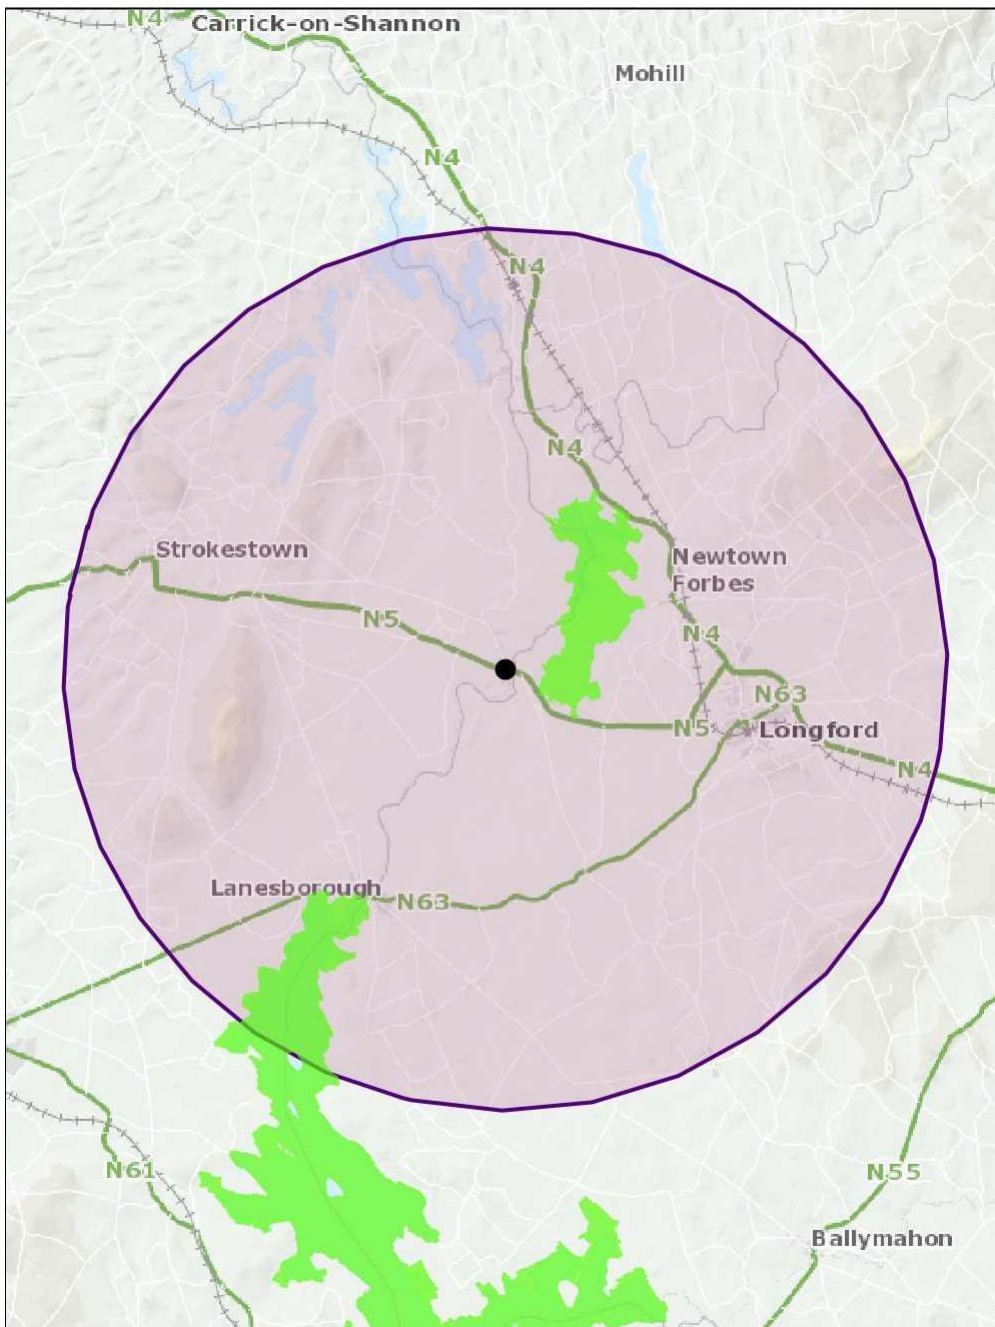 N4
Carrick-on-Shannon
Mohill
N4
N4
N4
Strokestown
Newtown
Forbes
N5
N4
N63
N5
Longford
N4
Lanesborough
N63
N61
N55
Ballymahon